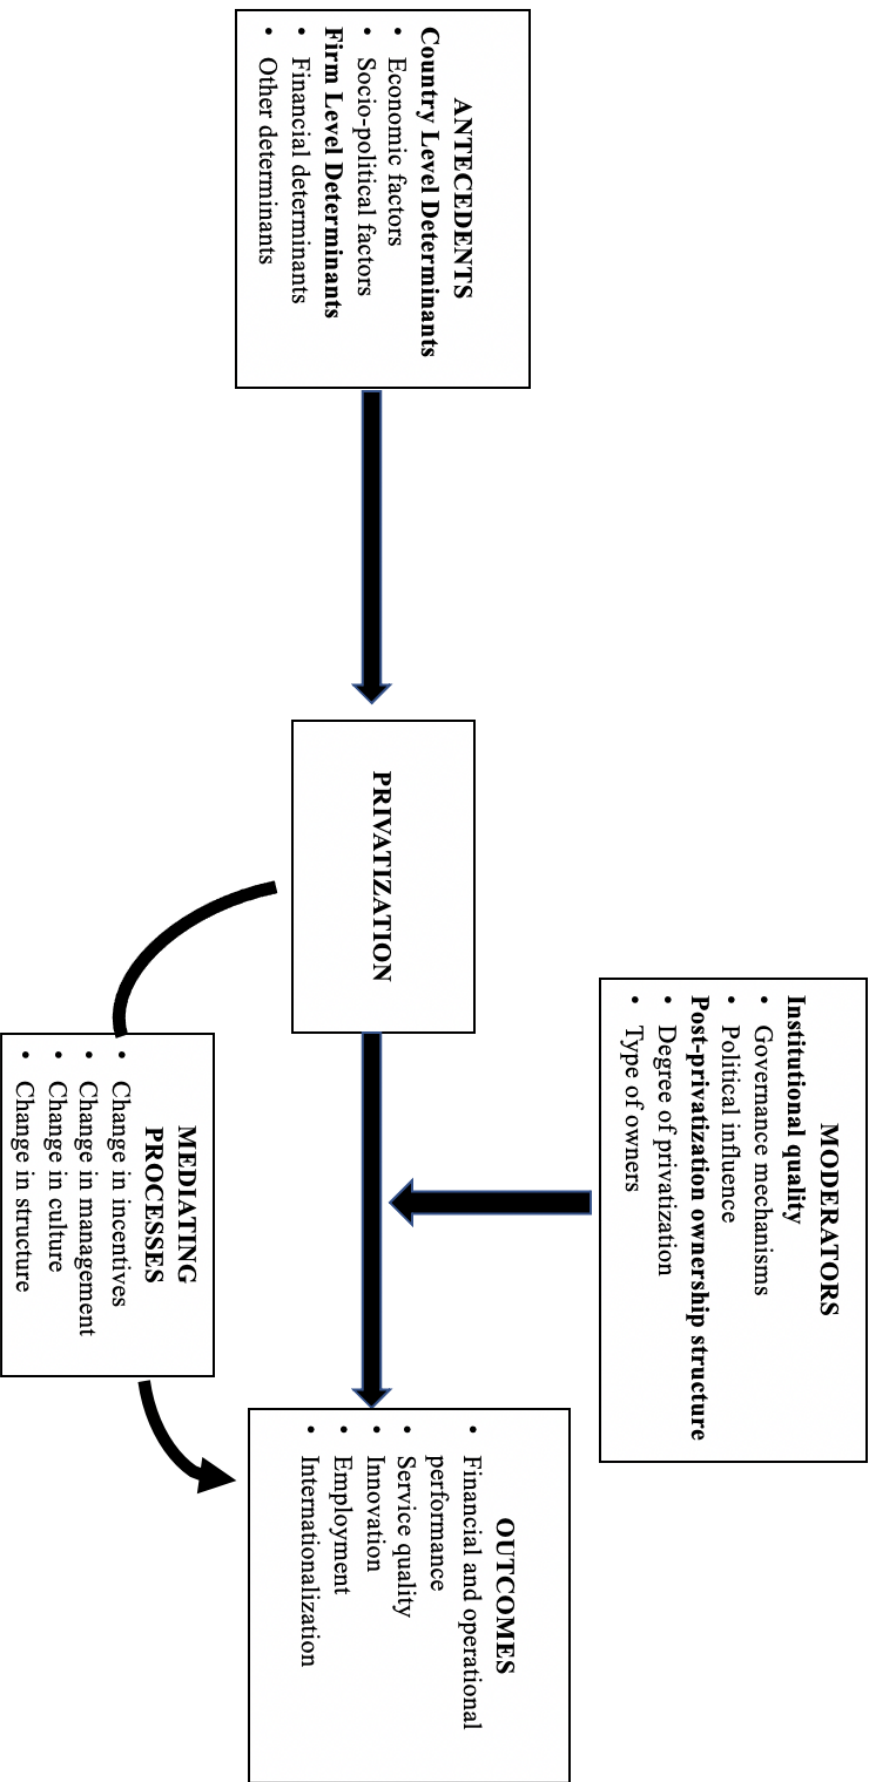 ANTECEDENTS
Country Level Determinants
• Economic factors
• Socio-political factors
Firm Level Determinants
• Financial determinants
• Other determinants
PRIVATIZATION
MODERATORS
Institutional quality
• Governance mechanisms
• Political influence
Post-privatization ownership structure
• Degree of privatization
• Type of owners
MEDIATING
PROCESSES
• Change in incentives
• Change in management
• Change in culture
• Change in structure
OUTCOMES
• Financial and operational
performance
• Service quality
• Innovation
• Employment
• Internationalization